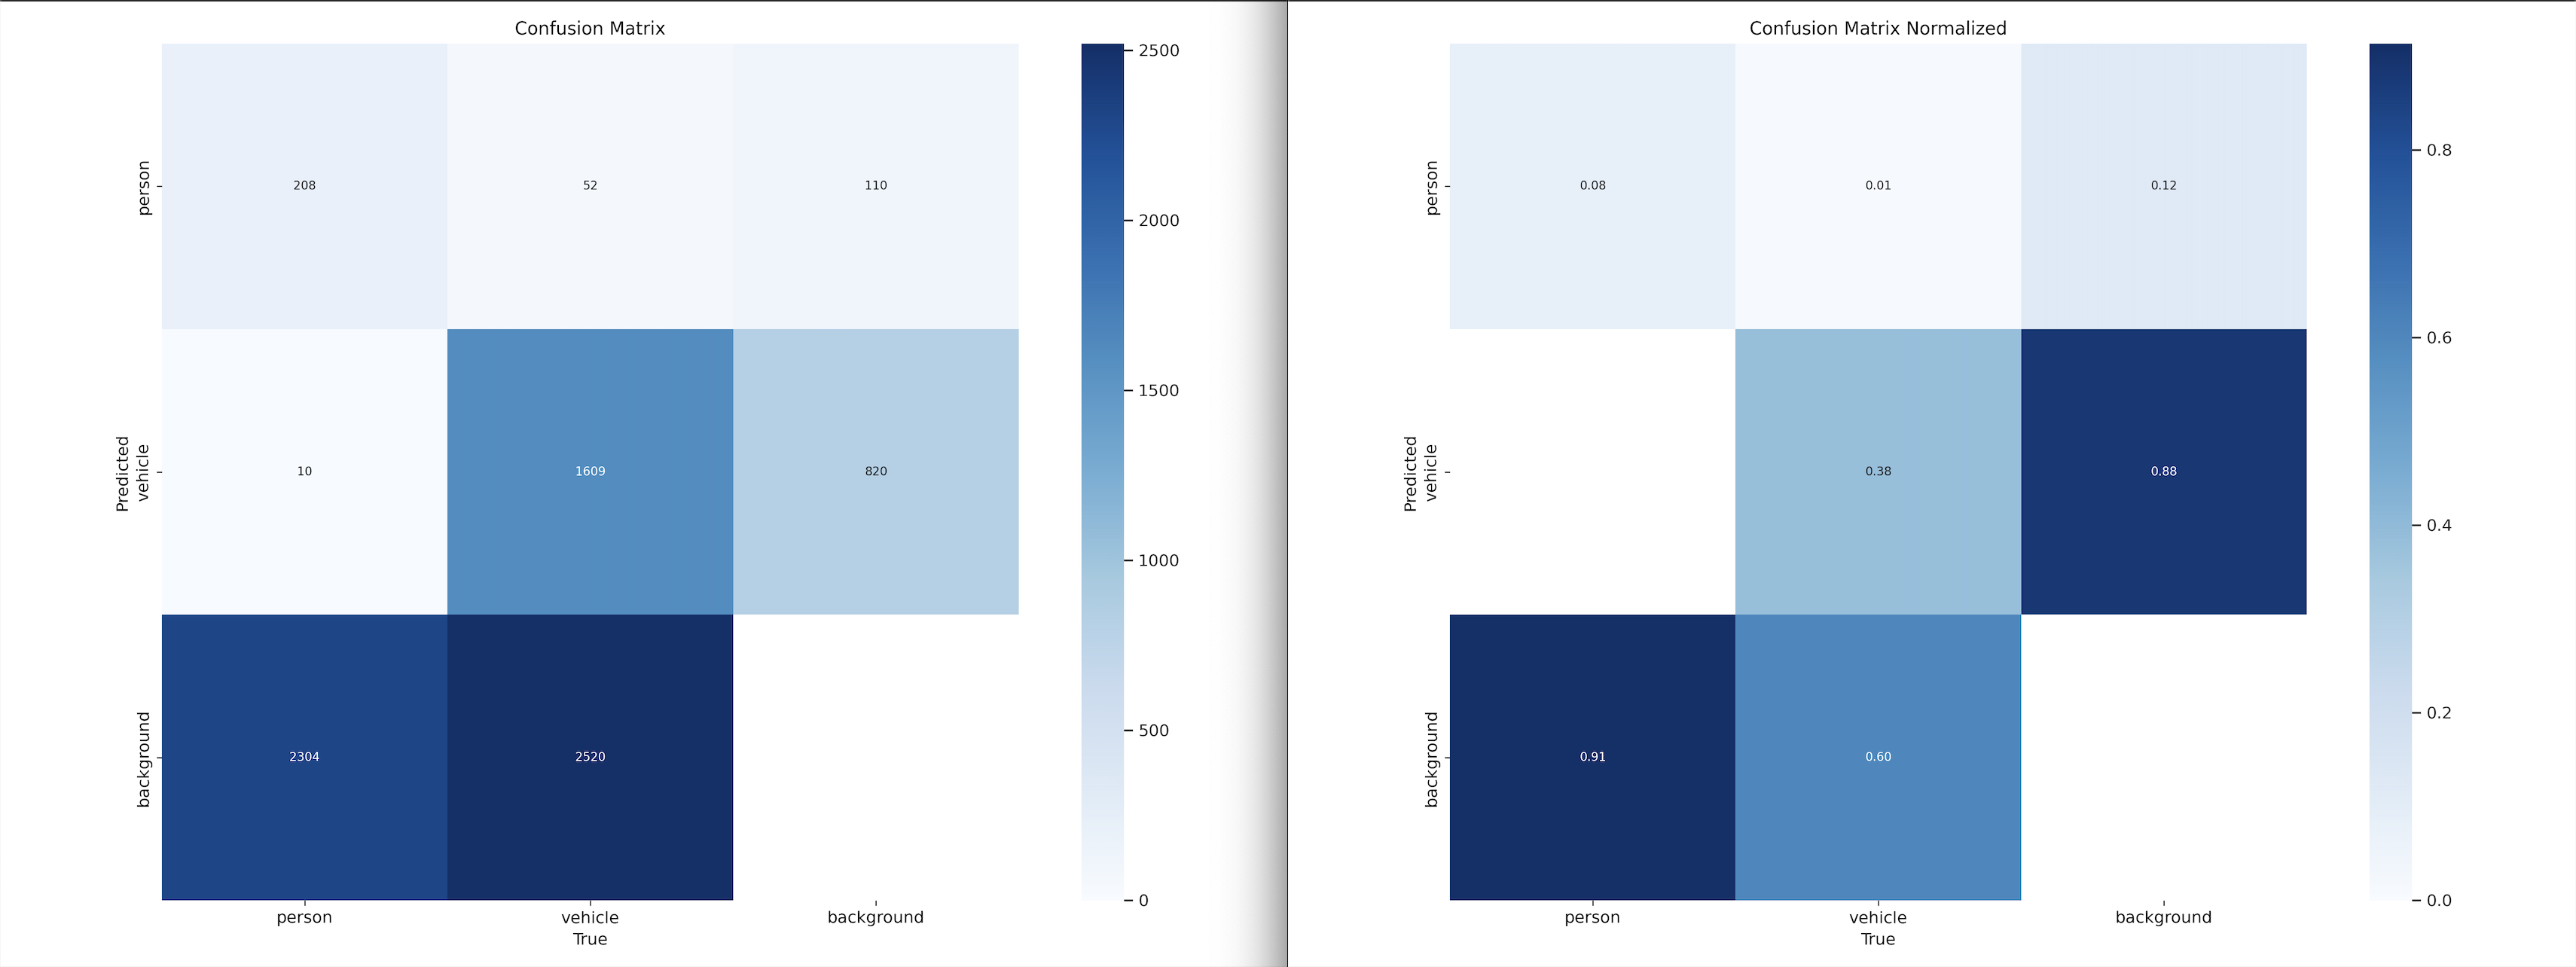 Confusion Matrix
person
208
52
110
Predicted
vehicle
10
1609
820
background
2304
2520
person
vehicle
background
True
2500
2000
1500
1000
500
0
Confusion Matrix Normalized
person
0.08
0.01
0.12
Predicted
vehicle
0.38
0.88
background
0.91
0.60
person
vehicle
background
True
0.8
0.6
0.4
0.2
0.0